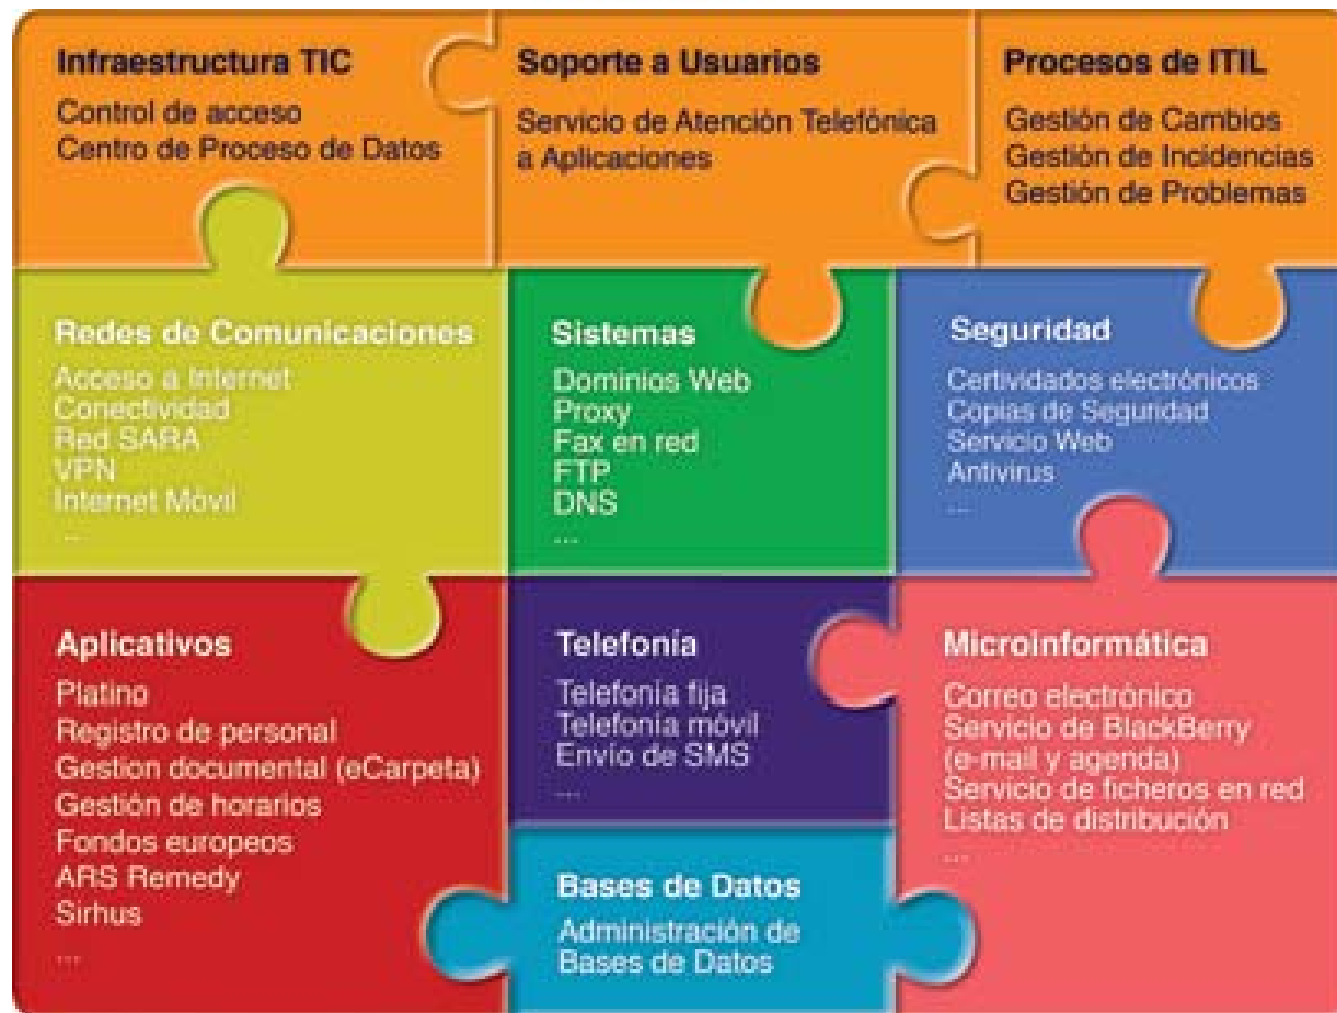 Infraestructura TIC
Control de acceso
Centro de Proceso de Datos
Soporte a Usuarios
Servicio de Atención Telefónica
a Aplicaciones
Procesos de ITIL
Gestión de Cambios
Gestión de Incidencias
Gestión de Problemas
Redes de Comunicaciones
Acceso a Internet
Conectividad
Red SARA
VPN
Internet Móvil
...
Sistemas
Dominios Web
Proxy
Fax en red
FTP
DNS
...
Seguridad
Certividados electrónicos
Copias de Seguridad
Servicio Web
Antivirus
...
Aplicativos
Platino
Registro de personal
Gestion documental (eCarpeta)
Gestión de horarios
Fondos europeos
ARS Remedy
Sirhus
...
Telefonía
Telefonía fija
Telefonía móvil
Envío de SMS
...
Microinformática
Correo electrónico
Servicio de BlackBerry
(e-mail y agenda)
Servicio de ficheros en red
Listas de distribución
...
Bases de Datos
Administración de
Bases de Datos